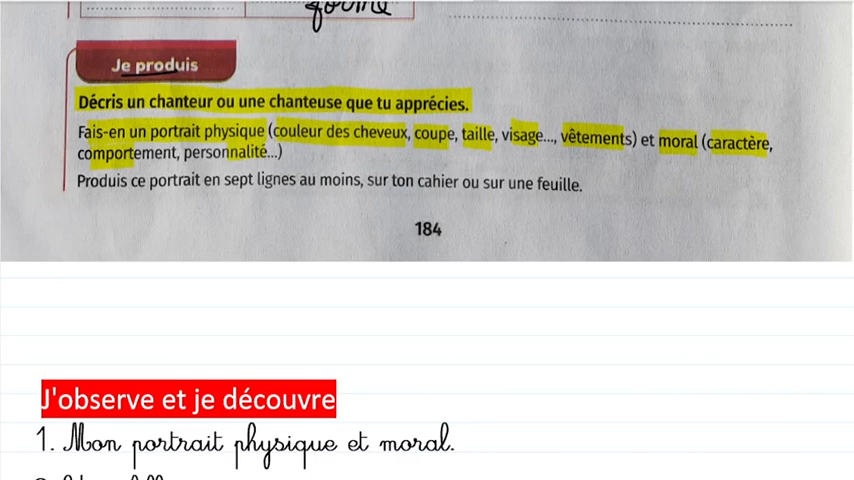 forme
Je produis
Décris un chanteur ou une chanteuse que tu apprécies.
Fais-en un portrait physique (couleur des cheveux, coupe, taille, visage..., vêtements) et moral (caractère,
comportement, personnalité...)
Produis ce portrait en sept lignes au moins, sur ton cahier ou sur une feuille.
184
J'observe et je découvre
1. Mon portrait physique et moral.